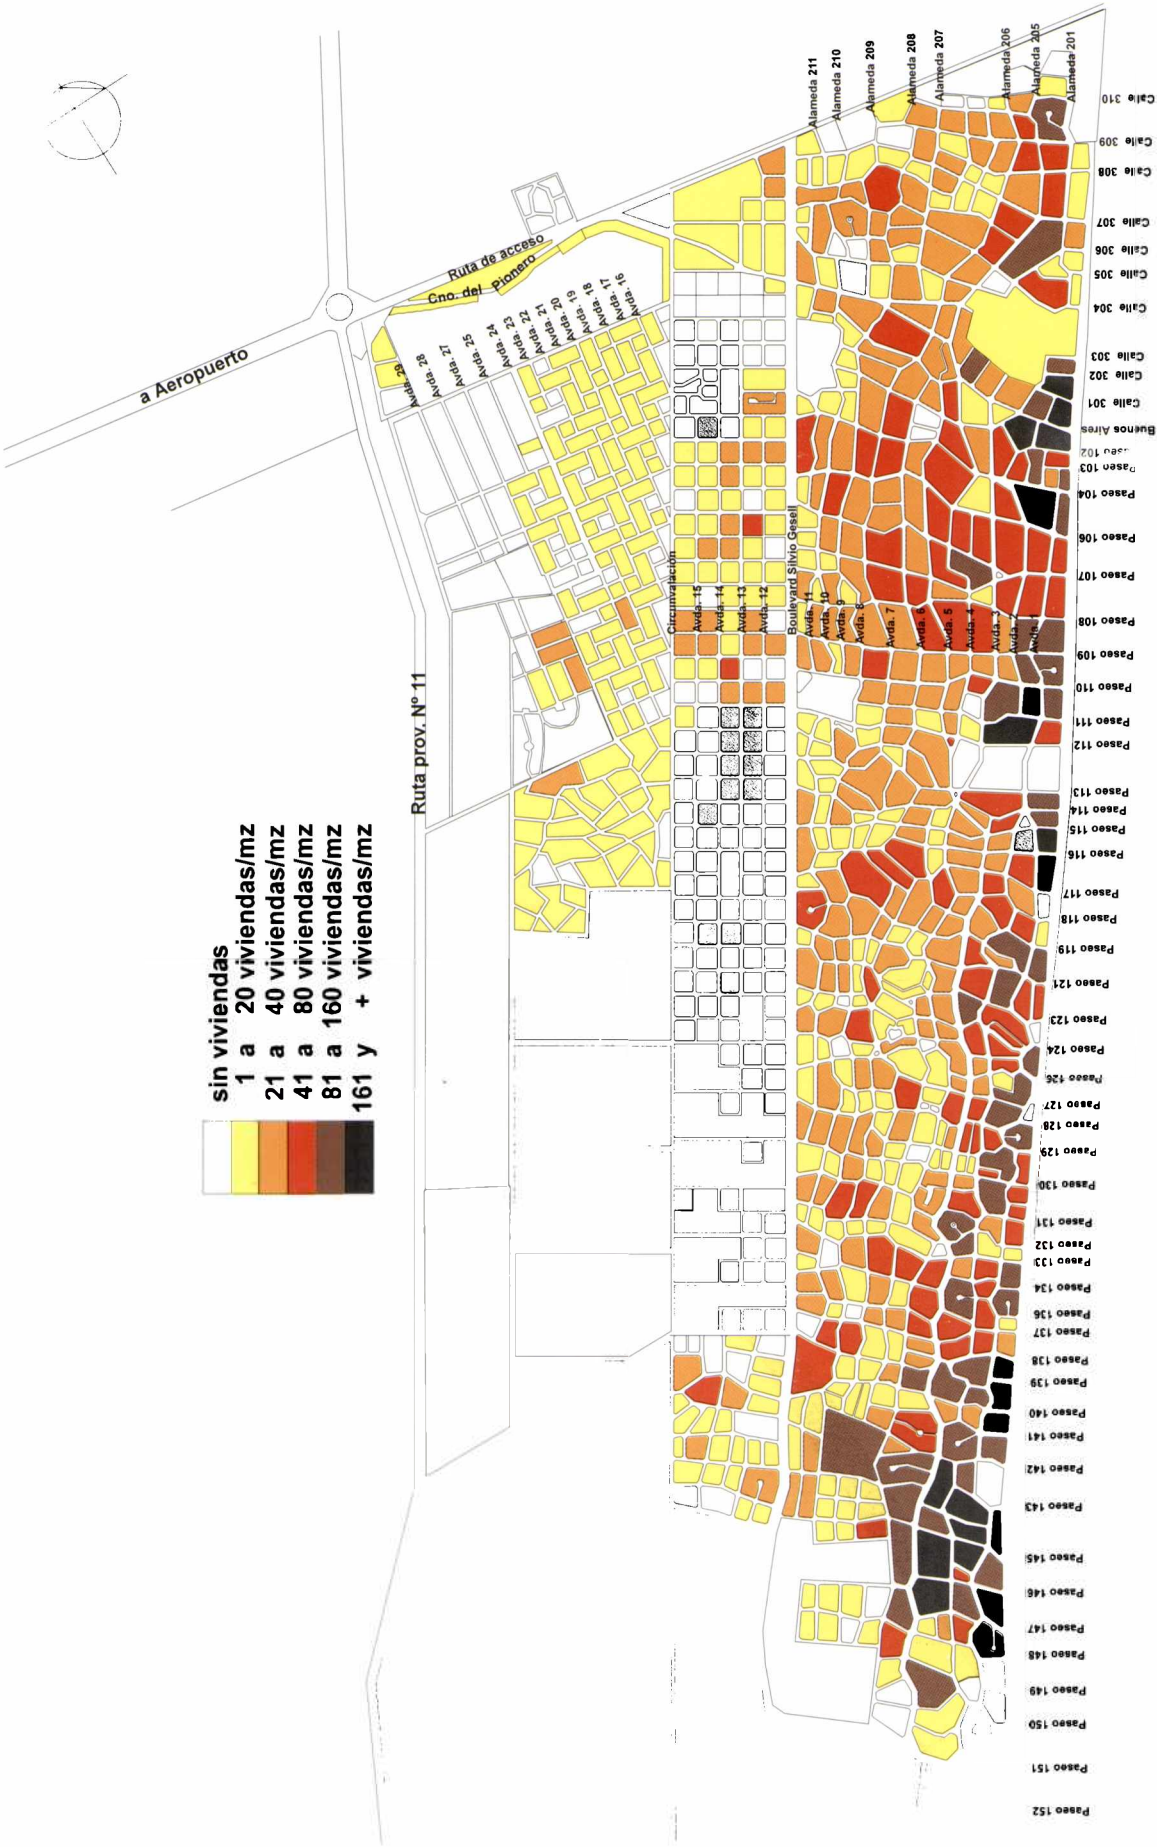 sin viviendas
1 a 20 viviendas/mz
21 a 40 viviendas/mz
41 a 80 viviendas/mz
81 a 160 viviendas/mz
161 y + viviendas/mz
a Aeropuerto
Ruta de acceso
Cno. del Pionero
Ruta prov. Nº 11
Avda. 29
Avda. 28
Avda. 27
Avda. 25
Avda. 24
Avda. 23
Avda. 22
Avda. 21
Avda. 20
Avda. 19
Avda. 18
Avda. 17
Avda. 16
Circunvalación
Avda. 15
Avda. 14
Avda. 13
Avda. 12
Boulevard Silvio Gesell
Avda. 11
Avda. 10
Avda. 9
Avda. 8
Avda. 7
Avda. 6
Avda. 5
Avda. 4
Avda. 3
Avda. 2
Avda. 1
Alameda 211
Alameda 210
Alameda 209
Alameda 208
Alameda 207
Alameda 206
Alameda 205
Alameda 201
Calle 310
Calle 309
Calle 308
Calle 307
Calle 306
Calle 305
Calle 304
Calle 303
Calle 302
Calle 301
Buenos Aires
Paseo 102
Paseo 103
Paseo 104
Paseo 106
Paseo 107
Paseo 108
Paseo 109
Paseo 110
Paseo 111
Paseo 112
Paseo 113
Paseo 114
Paseo 115
Paseo 116
Paseo 117
Paseo 118
Paseo 119
Paseo 121
Paseo 123
Paseo 124
Paseo 126
Paseo 127
Paseo 128
Paseo 129
Paseo 130
Paseo 131
Paseo 132
Paseo 133
Paseo 134
Paseo 136
Paseo 137
Paseo 138
Paseo 139
Paseo 140
Paseo 141
Paseo 142
Paseo 143
Paseo 145
Paseo 146
Paseo 147
Paseo 148
Paseo 149
Paseo 150
Paseo 151
Paseo 152